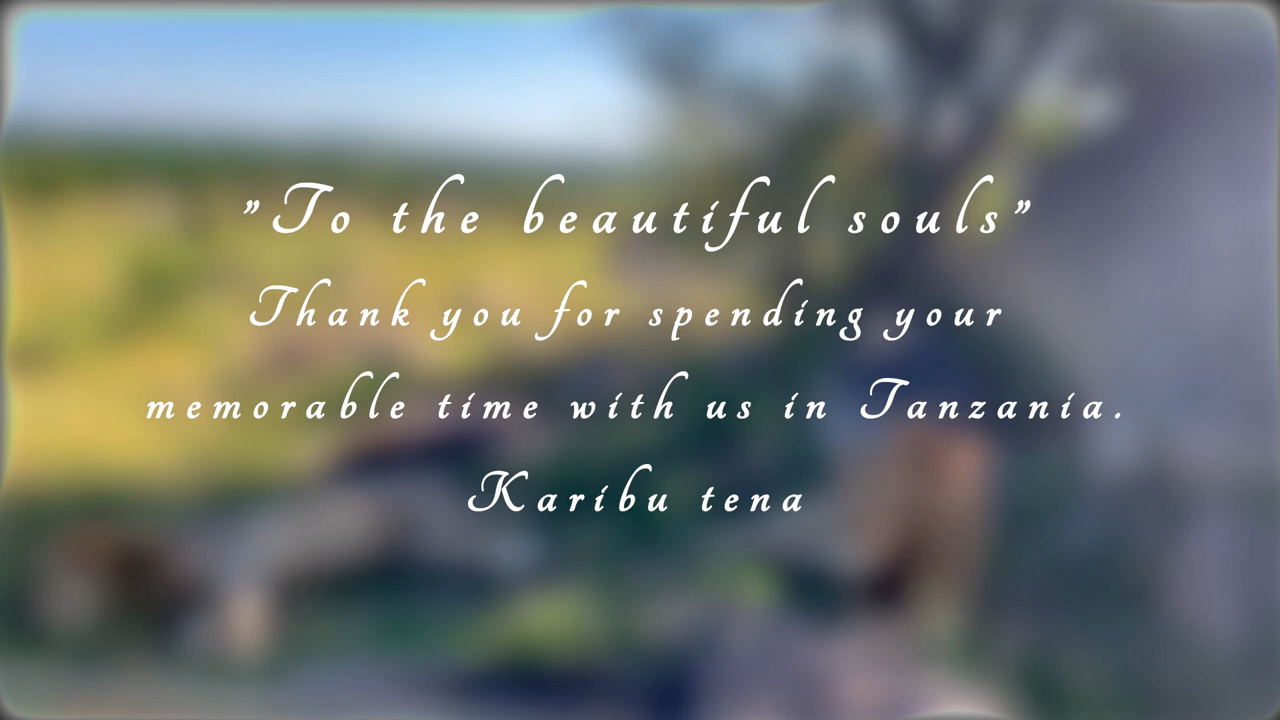 "To the beautiful souls"
Thank you for spending your
memorable time with us in Tanzania.
Karibu tena